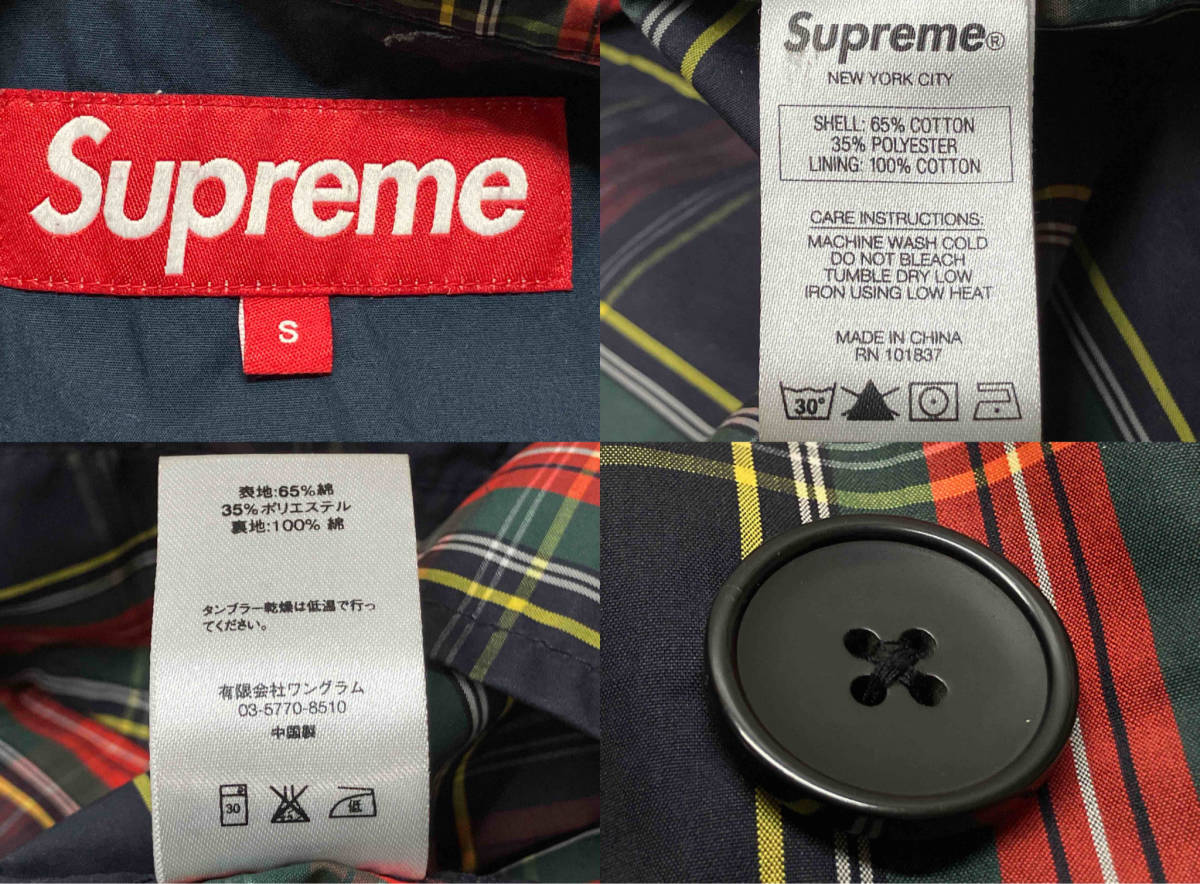 Supreme
S
Supreme®
NEW YORK CITY
SHELL: 65% COTTON
35% POLYESTER
LINING: 100% COTTON
CARE INSTRUCTIONS:
MACHINE WASH COLD
DO NOT BLEACH
TUMBLE DRY LOW
IRON USING LOW HEAT
MADE IN CHINA
RN 101837
30°
表地:65%綿
35%ポリエステル
裏地:100% 綿
タンブラー乾燥は低温で行っ
てください。
有限会社ワングラム
03-5770-8510
中国製
30
低